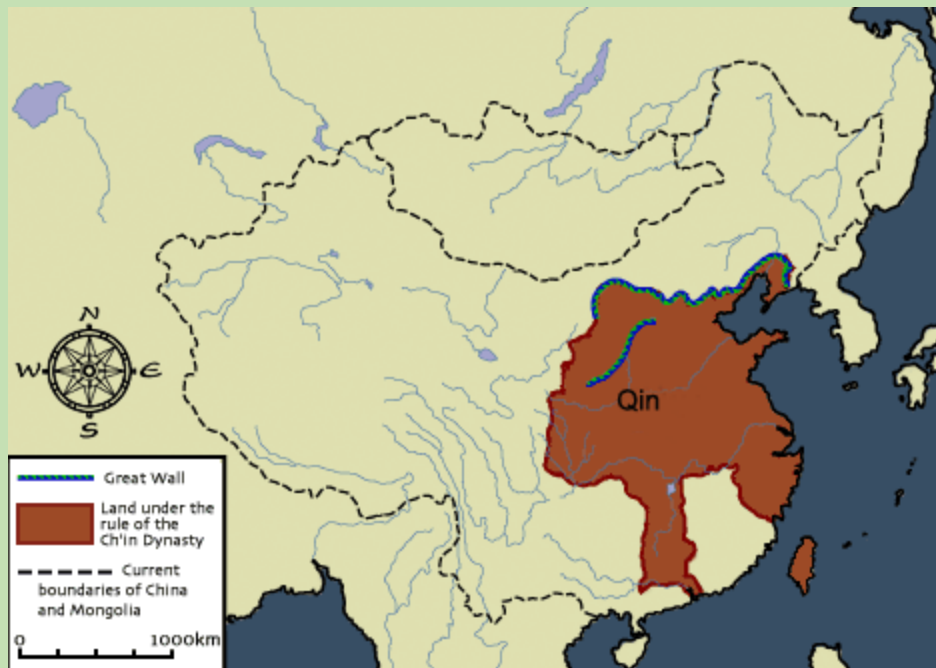 N
W
E
S
Qin
Great Wall
Land under the
rule of the
Ch'in Dynasty
Current
boundaries of China
and Mongolia
0 1000km